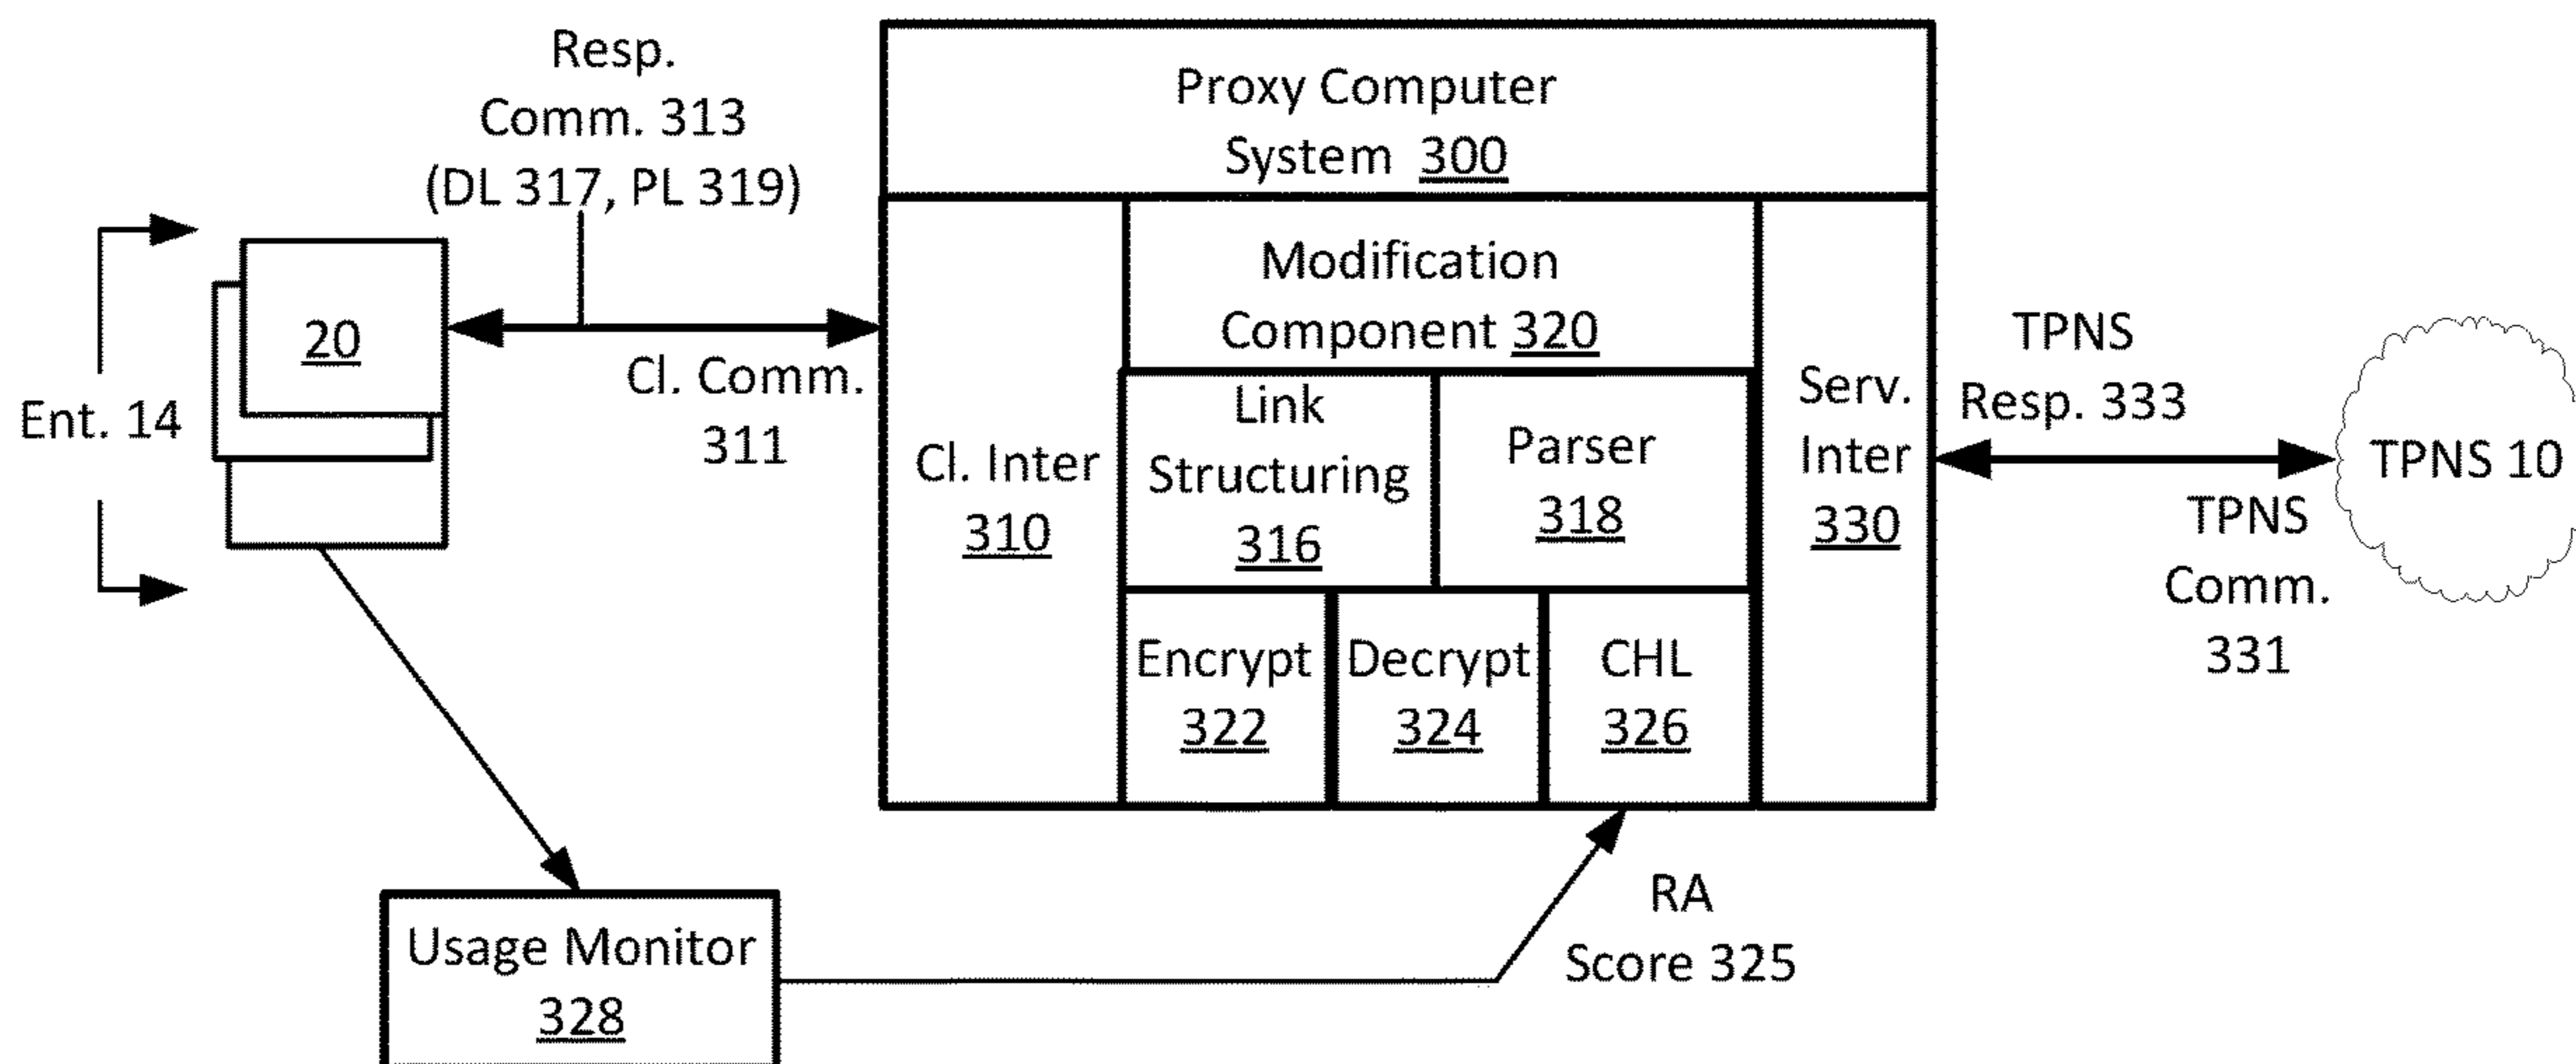 Resp.
Comm. 313
(DL 317, PL 319)
Proxy Computer
System 300
Ent. 14
20
Cl. Comm.
311
Cl. Inter
310
Modification
Component 320
Link
Structuring
316
Parser
318
Encrypt
322
Decrypt
324
CHL
326
Serv.
Inter
330
TPNS
Resp. 333
TPNS
Comm.
331
TPNS 10
Usage Monitor
328
RA
Score 325